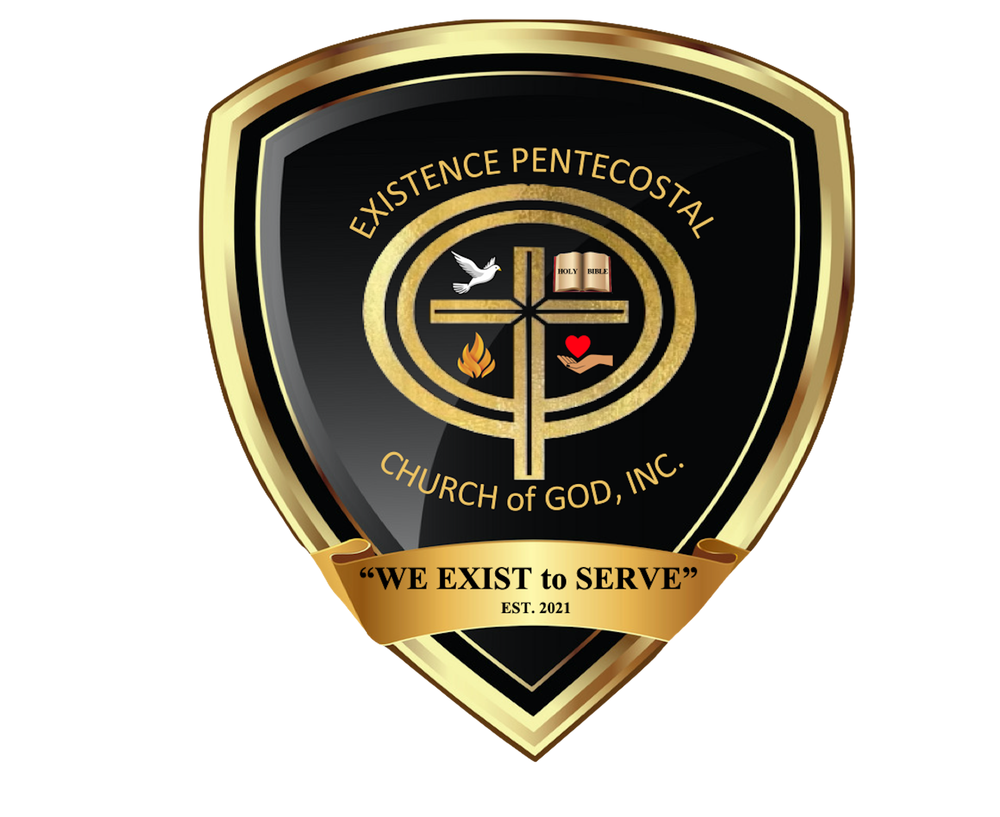 EXISTENCE PENTECOSTAL
HOLY BIBLE
CHURCH of GOD, INC.
“WE EXIST to SERVE”
EST. 2021